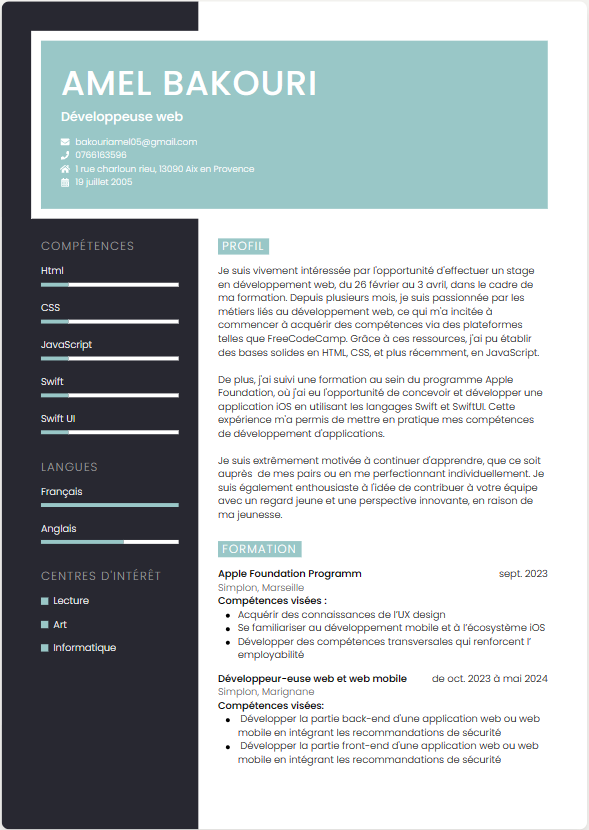 AMEL BAKOURI
Développeuse web
bakouriamel05@gmail.com
0766163596
1 rue charloun rieu, 13090 Aix en Provence
19 juillet 2005
COMPÉTENCES
Html
CSS
JavaScript
Swift
Swift UI
LANGUES
Français
Anglais
CENTRES D'INTÉRÊT
Lecture
Art
Informatique
PROFIL
Je suis vivement intéressée par l'opportunité d'effectuer un stage
en développement web, du 26 février au 3 avril, dans le cadre de
ma formation. Depuis plusieurs mois, je suis passionnée par les
métiers liés au développement web, ce qui m'a incitée à
commencer à acquérir des compétences via des plateformes
telles que FreeCodeCamp. Grâce à ces ressources, j'ai pu établir
des bases solides en HTML, CSS, et plus récemment, en JavaScript.
De plus, j'ai suivi une formation au sein du programme Apple
Foundation, où j'ai eu l'opportunité de concevoir et développer une
application iOS en utilisant les langages Swift et SwiftUI. Cette
expérience m'a permis de mettre en pratique mes compétences
de développement d'applications.
Je suis extrêmement motivée à continuer d'apprendre, que ce soit
auprès de mes pairs ou en me perfectionnant individuellement. Je
suis également enthousiaste à l'idée de contribuer à votre équipe
avec un regard jeune et une perspective innovante, en raison de
ma jeunesse.
FORMATION
Apple Foundation Programm sept. 2023
Simplon, Marseille
Compétences visées :
• Acquérir des connaissances de l'UX design
• Se familiariser au développement mobile et à l'écosystème iOS
• Développer des compétences transversales qui renforcent l'
employabilité
Développeur-euse web et web mobile de oct. 2023 à mai 2024
Simplon, Marignane
Compétences visées:
• Développer la partie back-end d'une application web ou web
mobile en intégrant les recommandations de sécurité
• Développer la partie front-end d'une application web ou web
mobile en intégrant les recommandations de sécurité